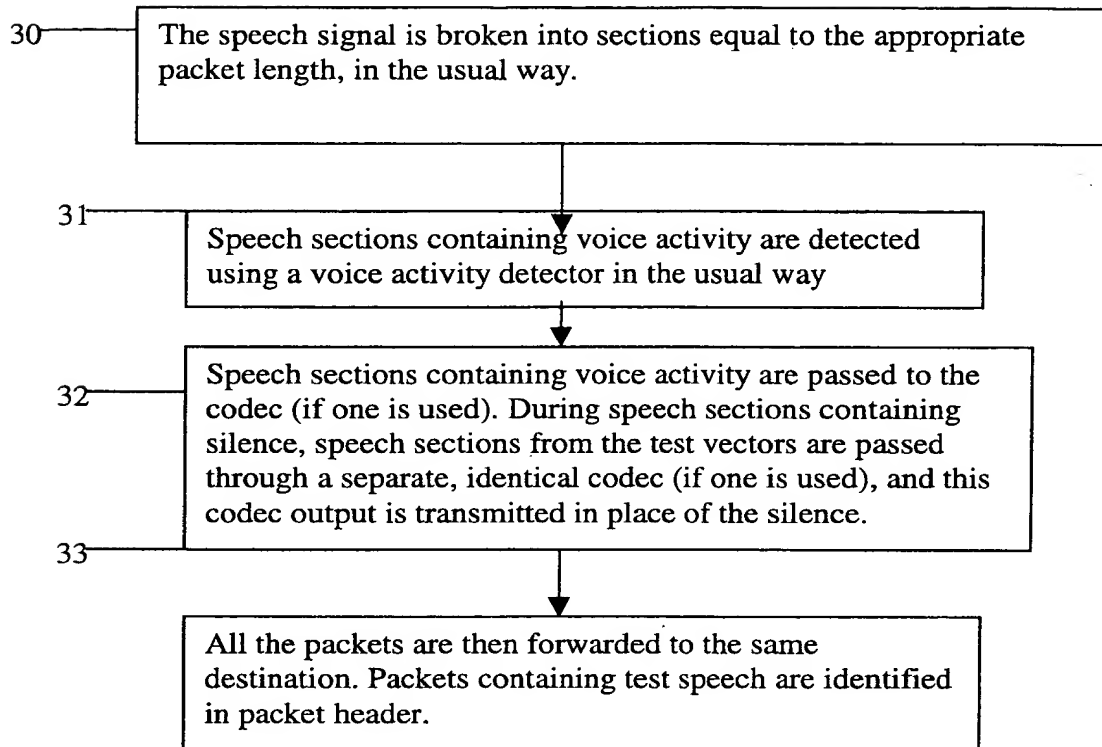 30
The speech signal is broken into sections equal to the appropriate
packet length, in the usual way.
31
Speech sections containing voice activity are detected
using a voice activity detector in the usual way
32
Speech sections containing voice activity are passed to the
codec (if one is used). During speech sections containing
silence, speech sections from the test vectors are passed
through a separate, identical codec (if one is used), and this
codec output is transmitted in place of the silence.
33
All the packets are then forwarded to the same
destination. Packets containing test speech are identified
in packet header.